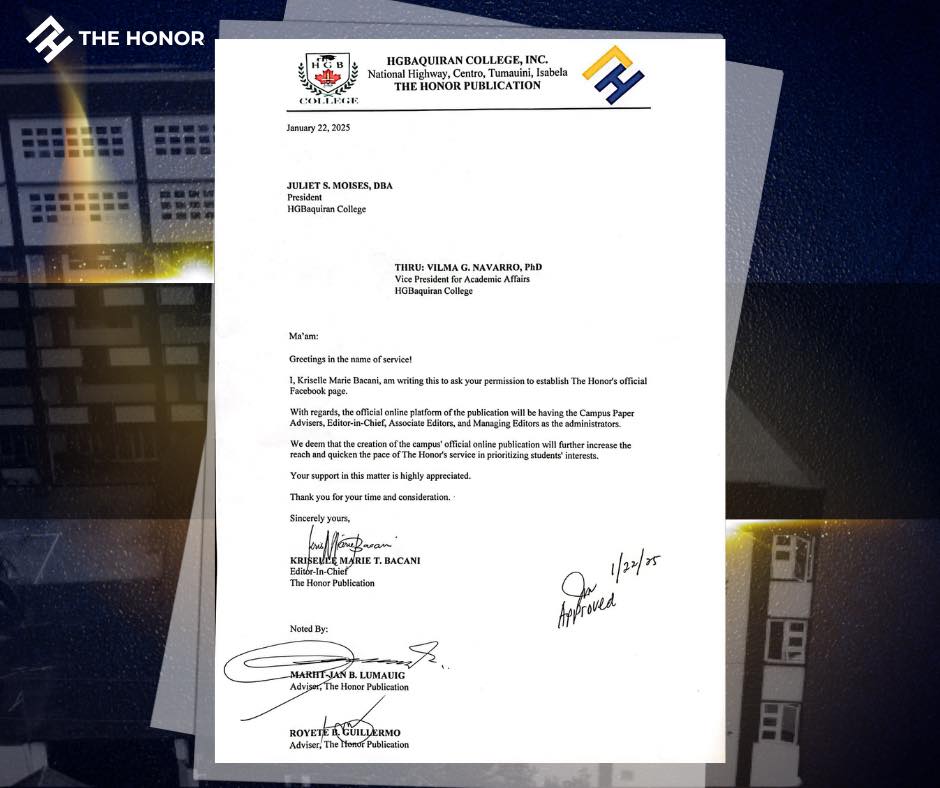 THE HONOR
HGB
COLLEGE
HGBAQUIRAN COLLEGE, INC.
National Highway, Centro, Tumauini, Isabela
THE HONOR PUBLICATION
January 22, 2025
JULIET S. MOISES, DBA
President
HGBaquiran College
THRU: VILMA G. NAVARRO, PhD
Vice President for Academic Affairs
HGBaquiran College
Ma'am:
Greetings in the name of service!
I, Kriselle Marie Bacani, am writing this to ask your permission to establish The Honor's official
Facebook page.
With regards, the official online platform of the publication will be having the Campus Paper
Advisers, Editor-in-Chief, Associate Editors, and Managing Editors as the administrators.
We deem that the creation of the campus' official online publication will further increase the
reach and quicken the pace of The Honor's service in prioritizing students' interests.
Your support in this matter is highly appreciated.
Thank you for your time and consideration.
Sincerely yours,
KRISELLE MARIE T. BACANI
Editor-In-Chief
The Honor Publication
1/22/25
Approved
Noted By:
MARHT-JAN B. LUMAUIG
Adviser, The Honor Publication
ROYETE B. GUILLERMO
Adviser, The Honor Publication